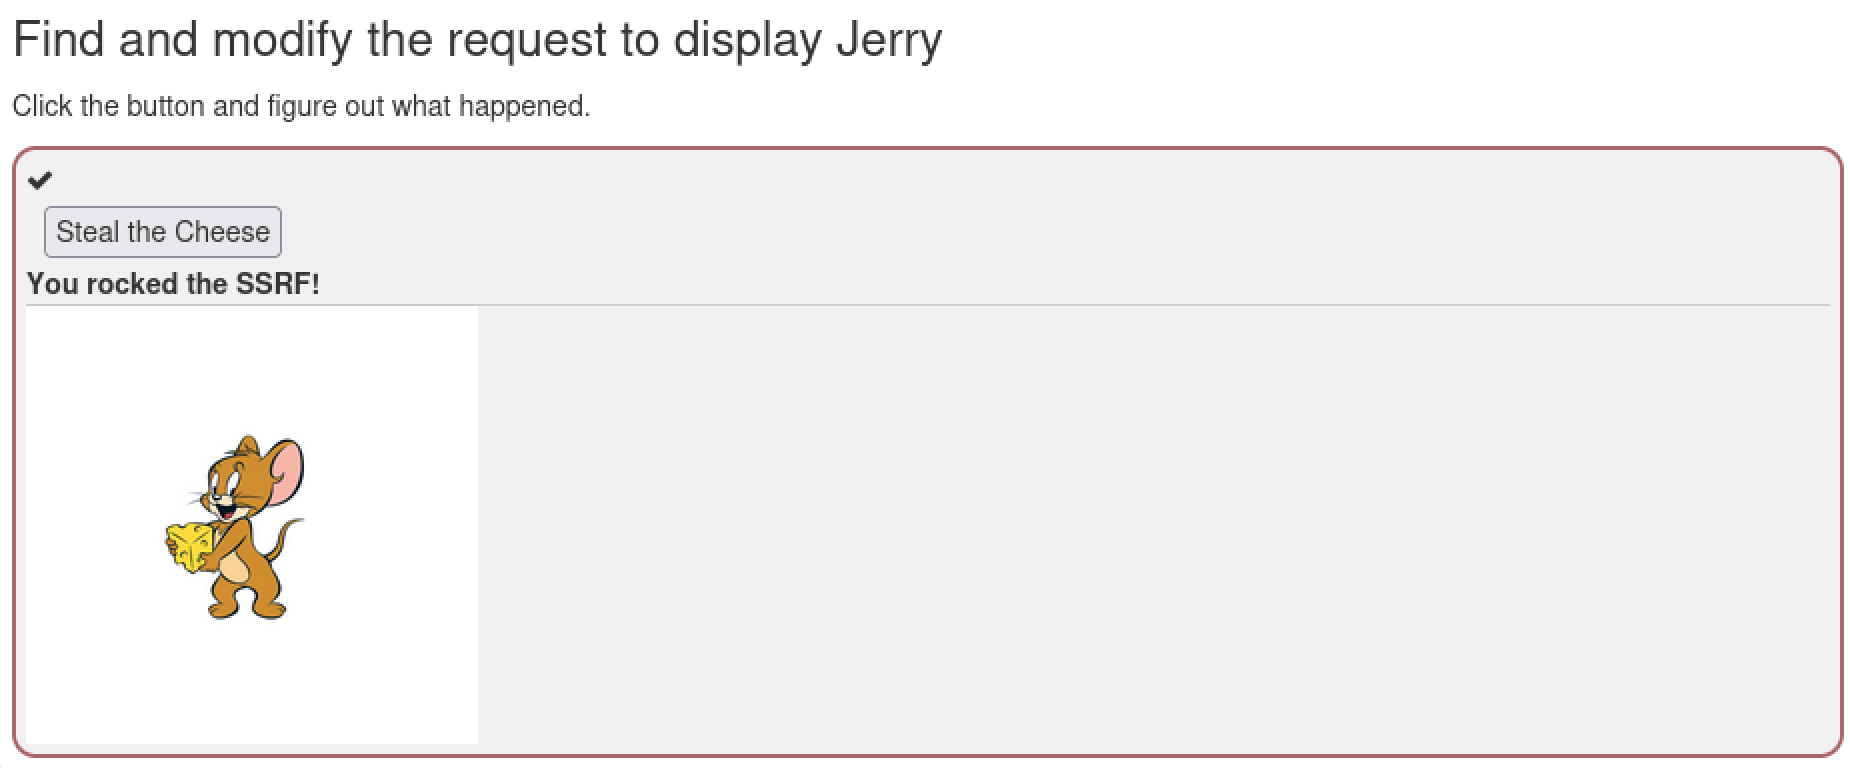 Find and modify the request to display Jerry
Click the button and figure out what happened.
Steal the Cheese
You rocked the SSRF!